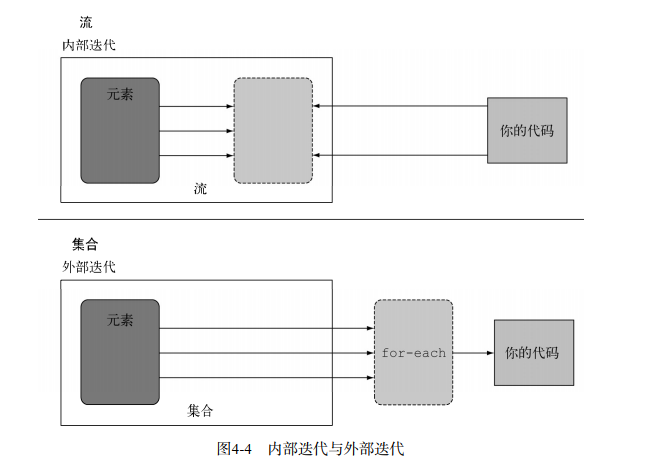 流
内部迭代
元素
你的代码
流
集合
外部迭代
元素
for-each
你的代码
集合
图4-4 内部迭代与外部迭代